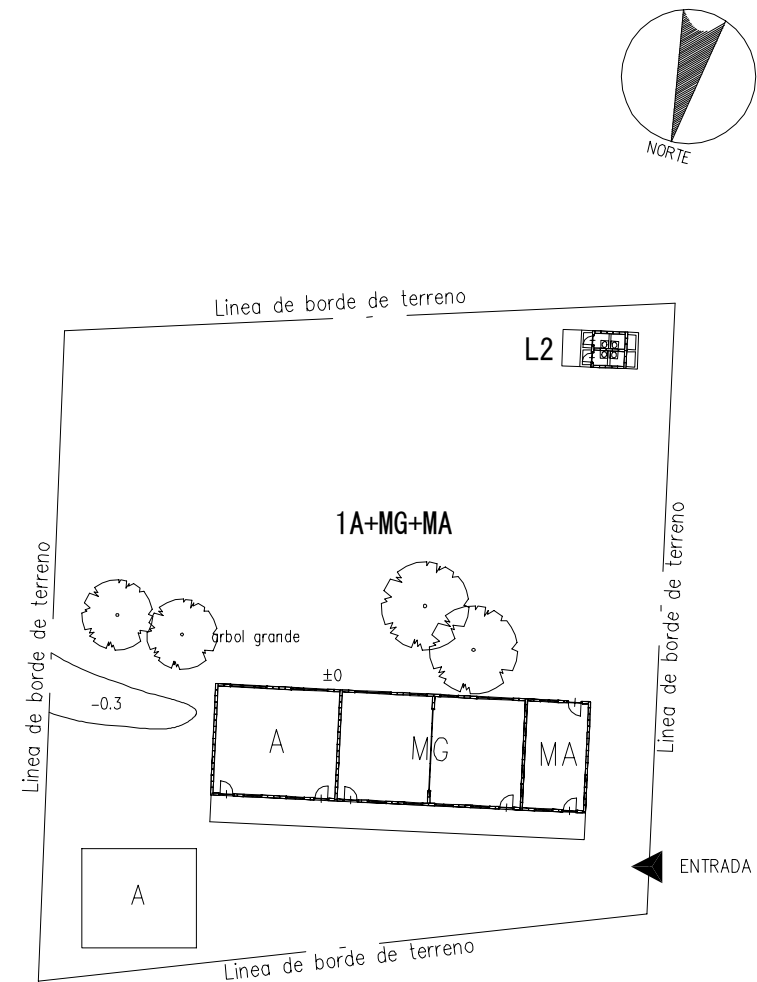 NORTE
Linea de borde de terreno
L2
1A+MG+MA
Linea de borde de terreno
Linea de borde de terreno
arbol grande
±0
-0.3
A
MG
MA
ENTRADA
A
Linea de borde de terreno